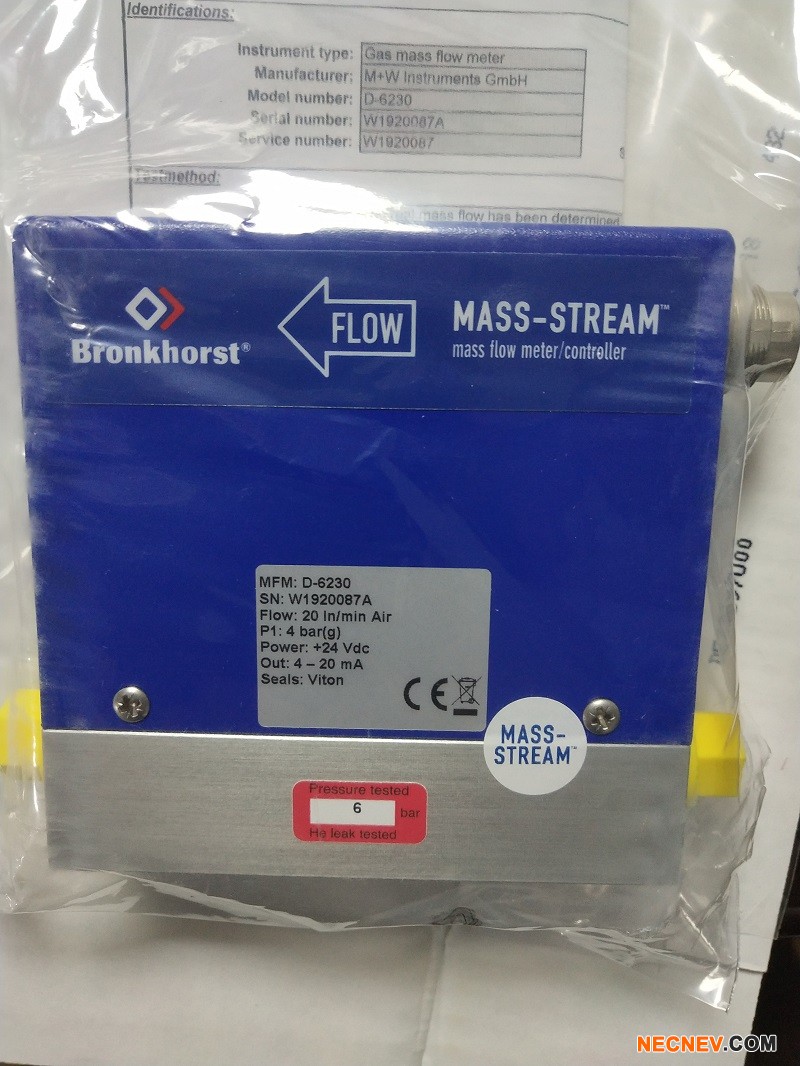 Identifications:
Instrument type: Gas mass flow meter
Manufacturer: M+W Instruments GmbH
Model number: D-6230
Serial number: W1920087A
Service number: W1920087
Testmethod:
mass flow has been determined
Bronkhorst®
FLOW
MASS-STREAM™
mass flow meter/controller
MFM: D-6230
SN: W1920087A
Flow: 20 ln/min Air
P1: 4 bar(g)
Power: +24 Vdc
Out: 4 – 20 mA
Seals: Viton
CE
MASS-
STREAM™
Pressure tested
6 bar
He leak tested
NECNEV.COM